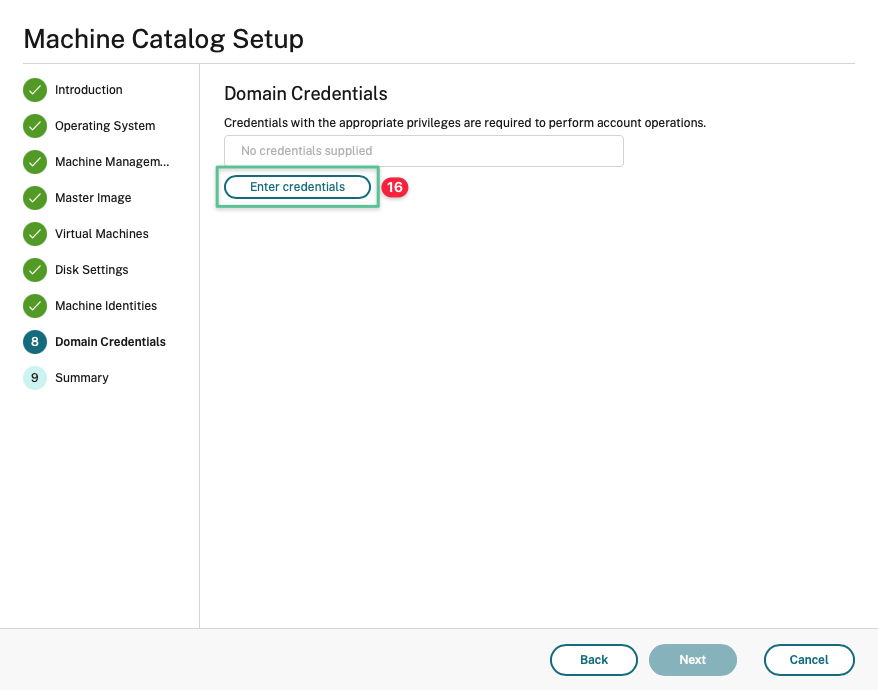 Machine Catalog Setup
Introduction
Operating System
Machine Managem...
Master Image
Virtual Machines
Disk Settings
Machine Identities
8 Domain Credentials
9 Summary
Domain Credentials
Credentials with the appropriate privileges are required to perform account operations.
No credentials supplied
Enter credentials 16
Back Next Cancel